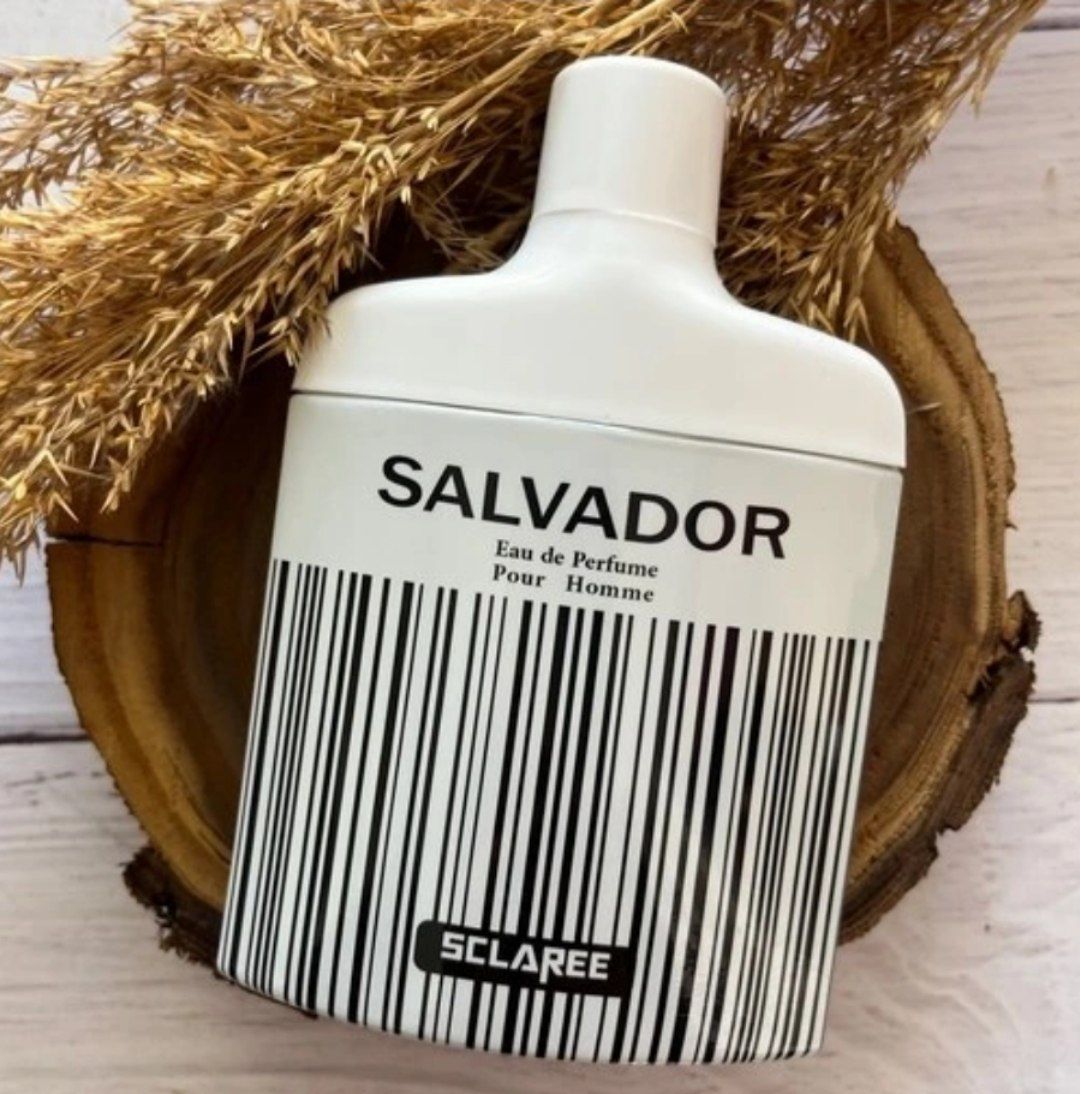 SALVADOR
Eau de Perfume
Pour Homme
SCLAREE